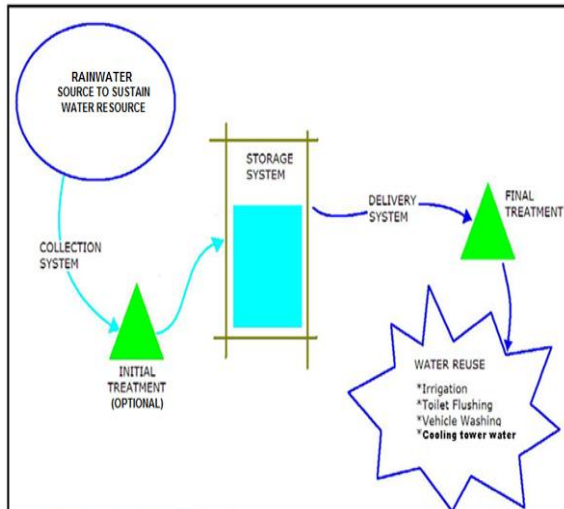 RAINWATER
SOURCE TO SUSTAIN
WATER RESOURCE
COLLECTION
SYSTEM
INITIAL
TREATMENT
(OPTIONAL)
STORAGE
SYSTEM
DELIVERY
SYSTEM
FINAL
TREATMENT
WATER REUSE
*Irrigation
*Toilet Flushing
*Vehicle Washing
*Cooling tower water